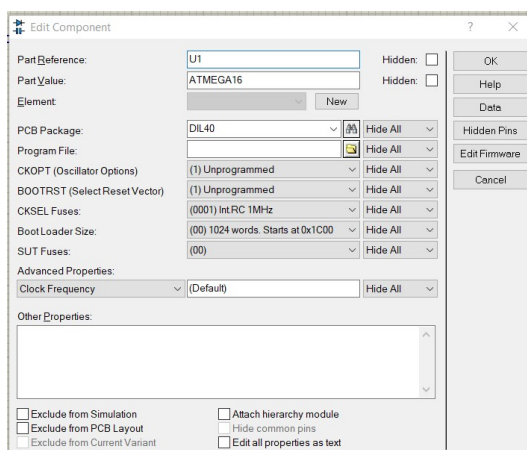 Edit Component ? ×
Part Reference: U1 Hidden: OK
Part Value: ATMEGA16 Hidden: Help
Element: New Data
PCB Package: DIL40 Hide All Hidden Pins
Program File: Hide All Edit Firmware
CKOPT (Oscillator Options) (1) Unprogrammed Hide All Cancel
BOOTRST (Select Reset Vector) (1) Unprogrammed Hide All
CKSEL Fuses: (0001) Int.RC 1MHz Hide All
Boot Loader Size: (00) 1024 words. Starts at 0x1C00 Hide All
SUT Fuses: (00) Hide All
Advanced Properties:
Clock Frequency (Default) Hide All
Other Properties:
Exclude from Simulation Attach hierarchy module
Exclude from PCB Layout Hide common pins
Exclude from Current Variant Edit all properties as text